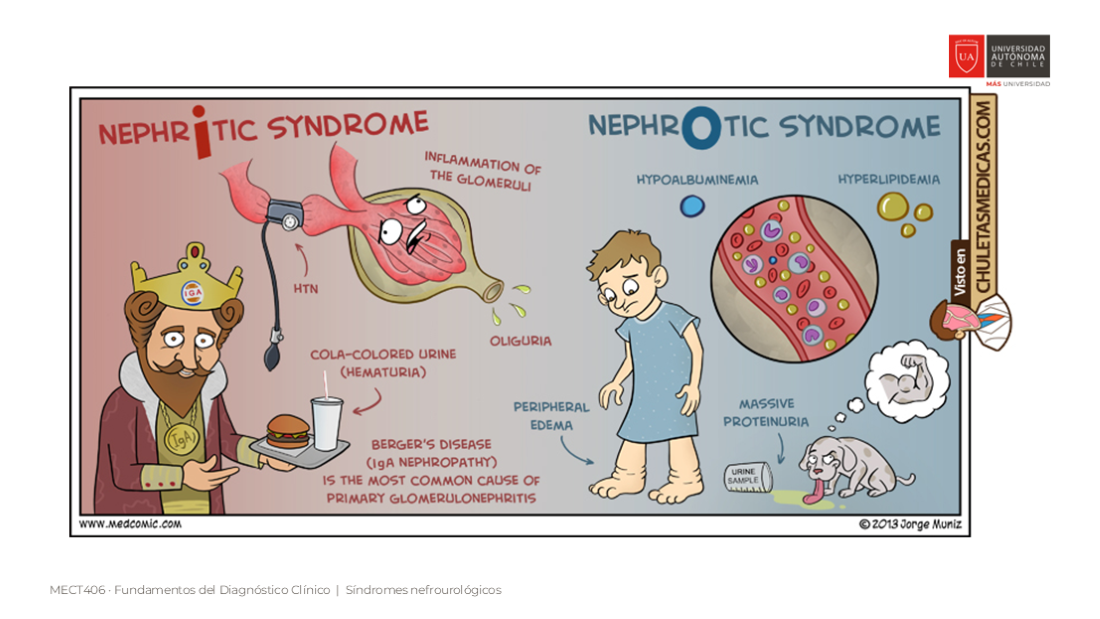 UA
UNIVERSIDAD
AUTÓNOMA
DE CHILE
MÁS UNIVERSIDAD
NEPHRiTIC SYNDROME
INFLAMMATION OF
THE GLOMERULI
HTN
OLIGURIA
IGA
IgA
COLA-COLORED URINE
(HEMATURIA)
BERGER'S DISEASE
(IgA NEPHROPATHY)
IS THE MOST COMMON CAUSE OF
PRIMARY GLOMERULONEPHRITIS
NEPHROTIC SYNDROME
HYPOALBUMINEMIA
HYPERLIPIDEMIA
PERIPHERAL
EDEMA
MASSIVE
PROTEINURIA
URINE
SAMPLE
Visto en
CHULETASMEDICAS.COM
www.medcomic.com
© 2013 Jorge Muniz
MECT406 · Fundamentos del Diagnóstico Clínico | Síndromes nefrourológicos